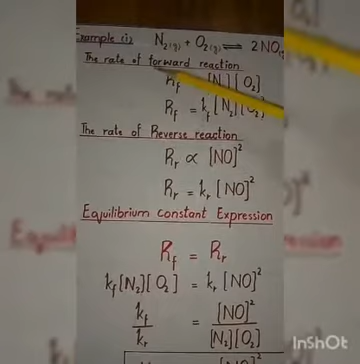 Example (i) N₂(g) + O₂(g) ⇌ 2NO
The rate of forward reaction
Rf [N₂][O₂]
Rf = kf [N₂][O₂]
The rate of Reverse reaction
Rr ∝ [NO]²
Rr = kr [NO]²
Equilibrium Constant Expression
Rf = Rr
kf[N₂][O₂] = kr [NO]²
kf/kr = [NO]²/[N₂][O₂]
[NO]²
InShOt